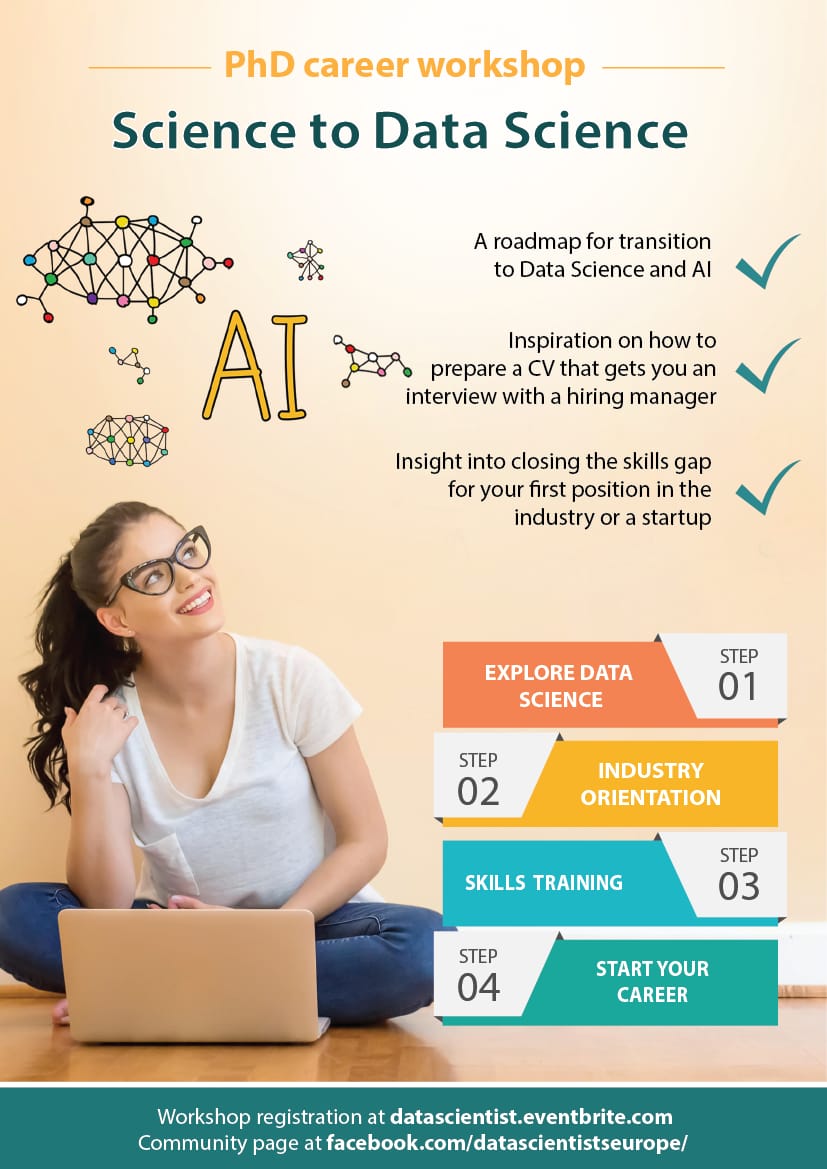 PhD career workshop
Science to Data Science
A roadmap for transition
to Data Science and AI
AI
Inspiration on how to
prepare a CV that gets you an
interview with a hiring manager
Insight into closing the skills gap
for your first position in the
industry or a startup
EXPLORE DATA
SCIENCE
STEP
01
STEP
02
INDUSTRY
ORIENTATION
SKILLS TRAINING
STEP
03
STEP
04
START YOUR
CAREER
Workshop registration at datascientist.eventbrite.com
Community page at facebook.com/datascientistseurope/